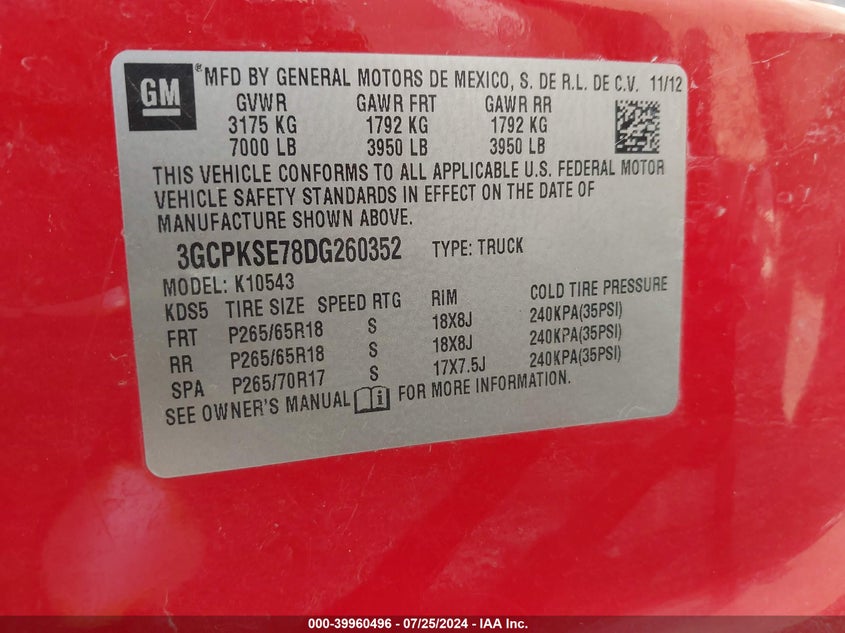 GM ® MFD BY GENERAL MOTORS DE MEXICO, S. DE R.L. DE C.V. 11/12
GVWR GAWR FRT GAWR RR
3175 KG 1792 KG 1792 KG
7000 LB 3950 LB 3950 LB
THIS VEHICLE CONFORMS TO ALL APPLICABLE U.S. FEDERAL MOTOR
VEHICLE SAFETY STANDARDS IN EFFECT ON THE DATE OF
MANUFACTURE SHOWN ABOVE.
3GCPKSE78DG260352 TYPE: TRUCK
MODEL: K10543
KDS5 TIRE SIZE SPEED RTG RIM COLD TIRE PRESSURE
FRT P265/65R18 S 18X8J 240KPA(35PSI)
RR P265/65R18 S 18X8J 240KPA(35PSI)
SPA P265/70R17 S 17X7.5J 240KPA(35PSI)
SEE OWNER'S MANUAL i FOR MORE INFORMATION.
000-39960496 - 07/25/2024 - IAA Inc.